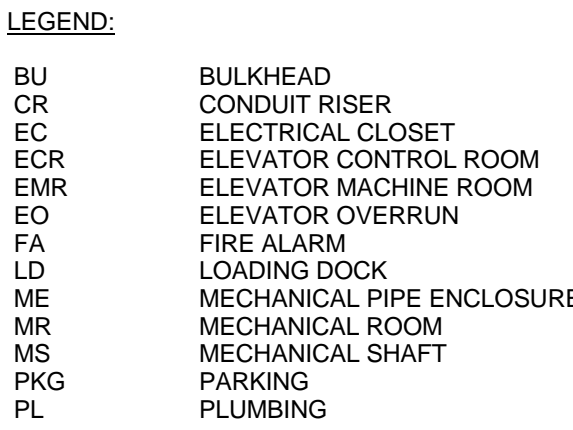 LEGEND:
BU BULKHEAD
CR CONDUIT RISER
EC ELECTRICAL CLOSET
ECR ELEVATOR CONTROL ROOM
EMR ELEVATOR MACHINE ROOM
EO ELEVATOR OVERRUN
FA FIRE ALARM
LD LOADING DOCK
ME MECHANICAL PIPE ENCLOSURE
MR MECHANICAL ROOM
MS MECHANICAL SHAFT
PKG PARKING
PL PLUMBING